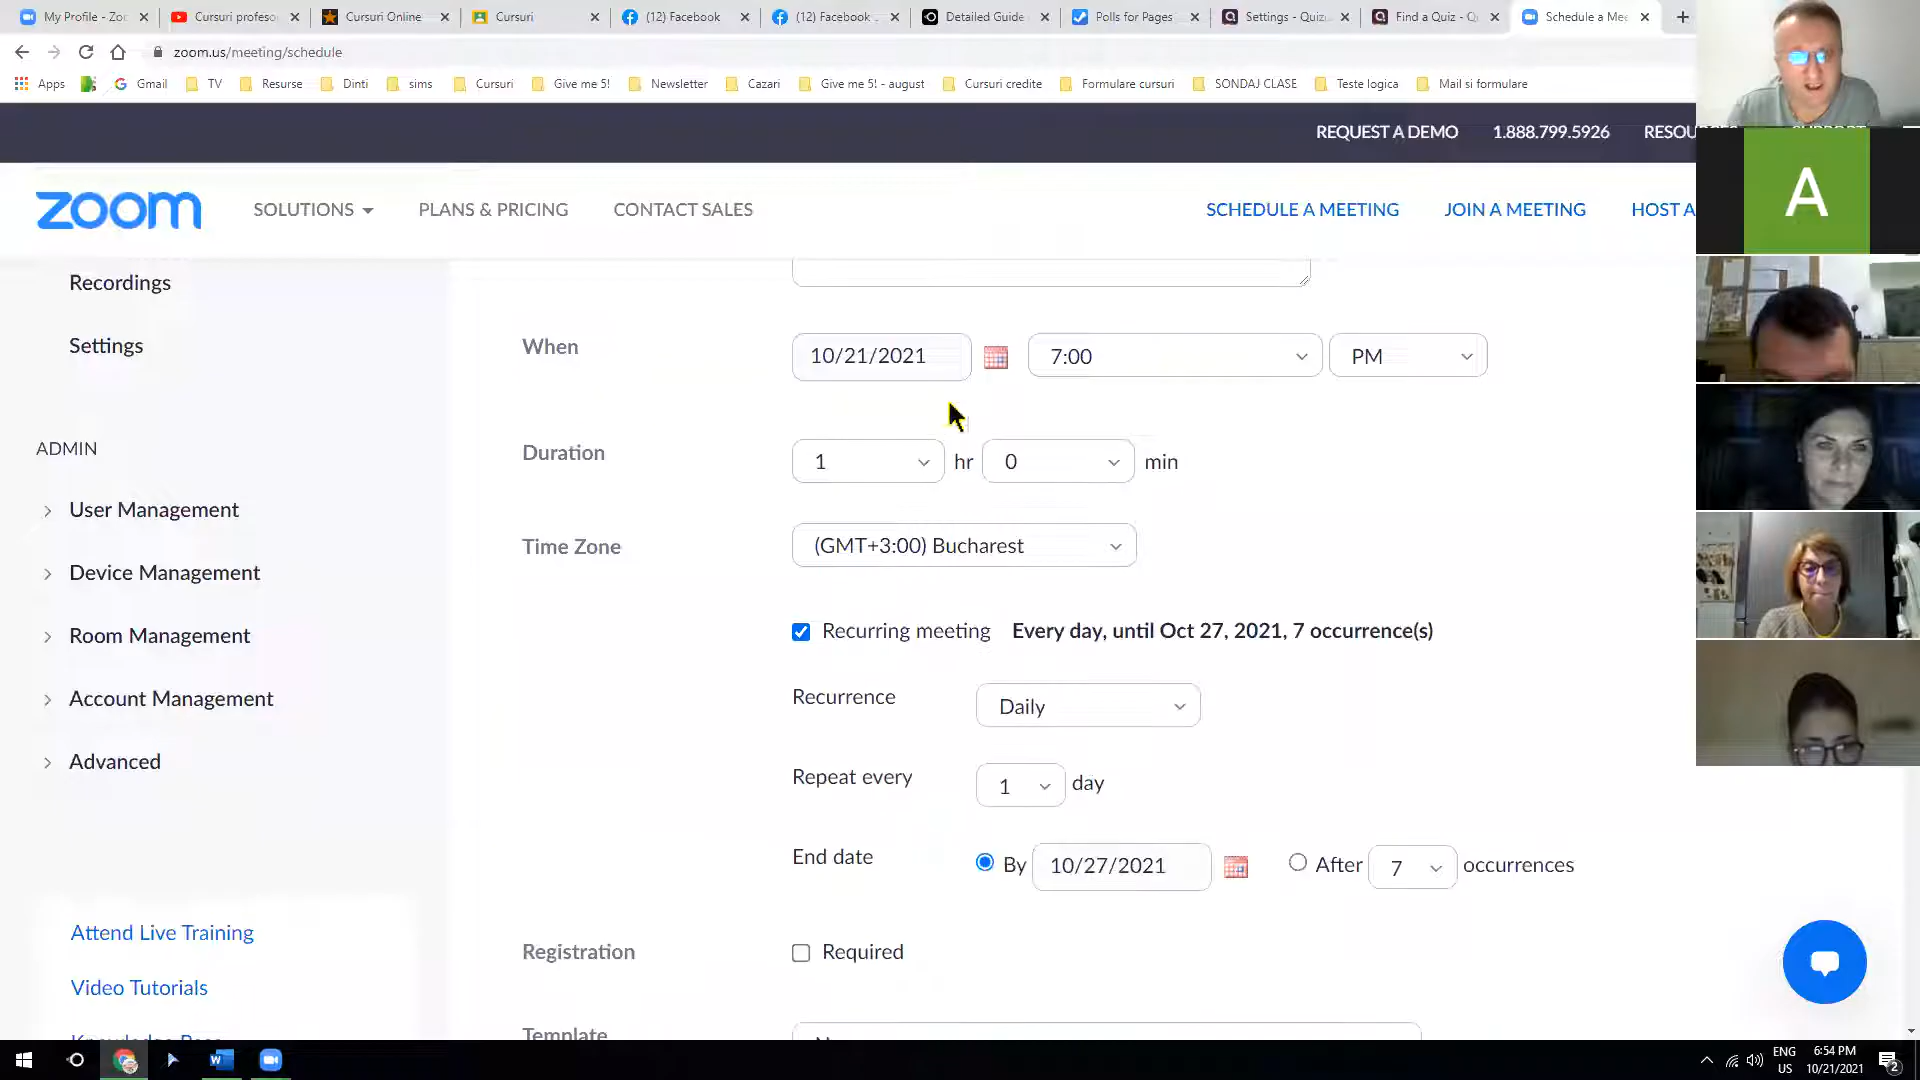 My Profile - Zoo
Cursuri profeso
Cursuri Online
Cursuri
(12) Facebook
(12) Facebook
Detailed Guide
Polls for Pages
Settings - Quiz
Find a Quiz - Q
Schedule a Mee
zoom.us/meeting/schedule
Apps
Gmail
TV
Resurse
Dinti
sims
Cursuri
Give me 5!
Newsletter
Cazari
Give me 5! - august
Cursuri credite
Formulare cursuri
SONDAJ CLASE
Teste logica
Mail si formulare
REQUEST A DEMO 1.888.799.5926
zoom
SOLUTIONS PLANS & PRICING CONTACT SALES
SCHEDULE A MEETING JOIN A MEETING HOST A
A
Recordings
Settings
ADMIN
User Management
Device Management
Room Management
Account Management
Advanced
Attend Live Training
Video Tutorials
When 10/21/2021 7:00 PM
Duration 1 hr 0 min
Time Zone (GMT+3:00) Bucharest
Recurring meeting Every day, until Oct 27, 2021, 7 occurrence(s)
Recurrence Daily
Repeat every 1 day
End date By 10/27/2021 After 7 occurrences
Registration Required
Template
ENG
US
6:54 PM
10/21/2021
2